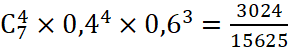 C₇⁴ × 0,4⁴ × 0,6³ = 3024/15625